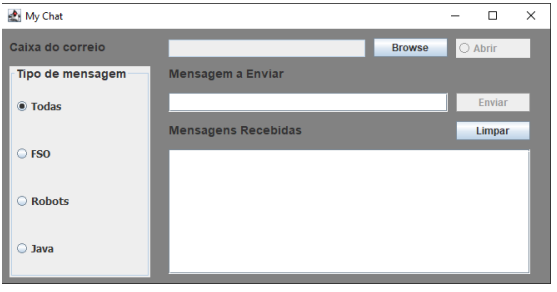 My Chat
Caixa do correio
Browse
Abrir
Tipo de mensagem
Mensagem a Enviar
Todas
Enviar
Mensagens Recebidas
Limpar
FSO
Robots
Java